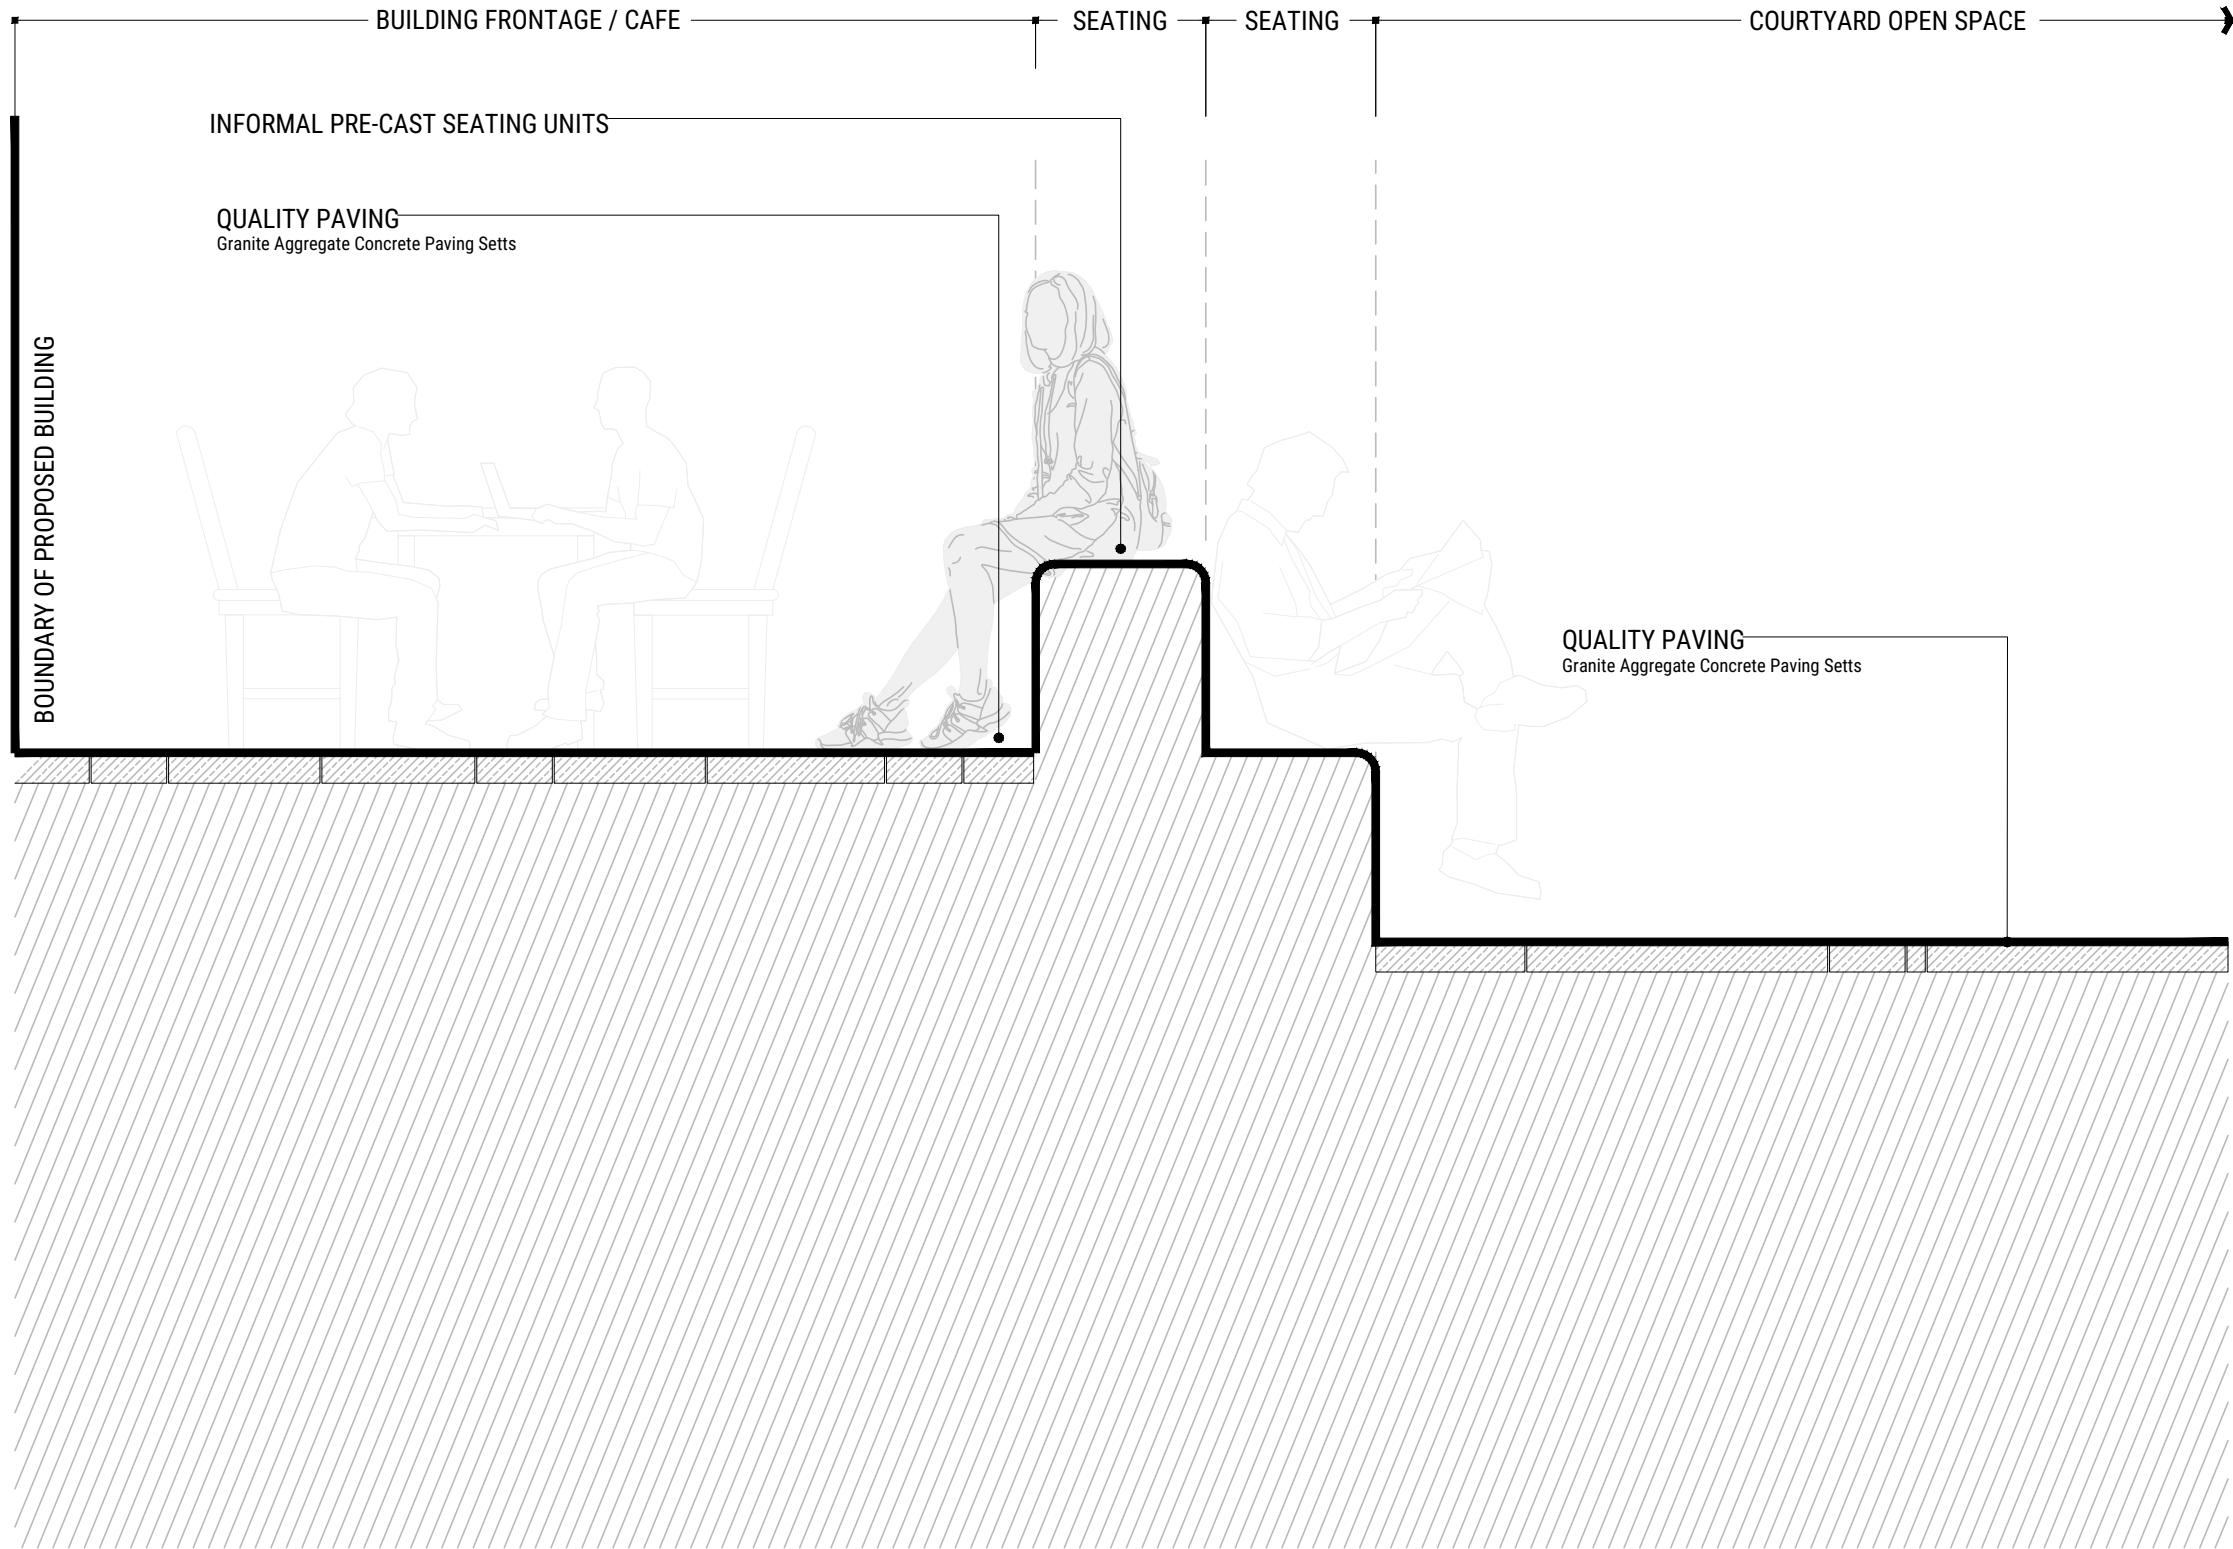 BUILDING FRONTAGE / CAFE
SEATING
SEATING
COURTYARD OPEN SPACE
INFORMAL PRE-CAST SEATING UNITS
QUALITY PAVING
Granite Aggregate Concrete Paving Setts
BOUNDARY OF PROPOSED BUILDING
QUALITY PAVING
Granite Aggregate Concrete Paving Setts